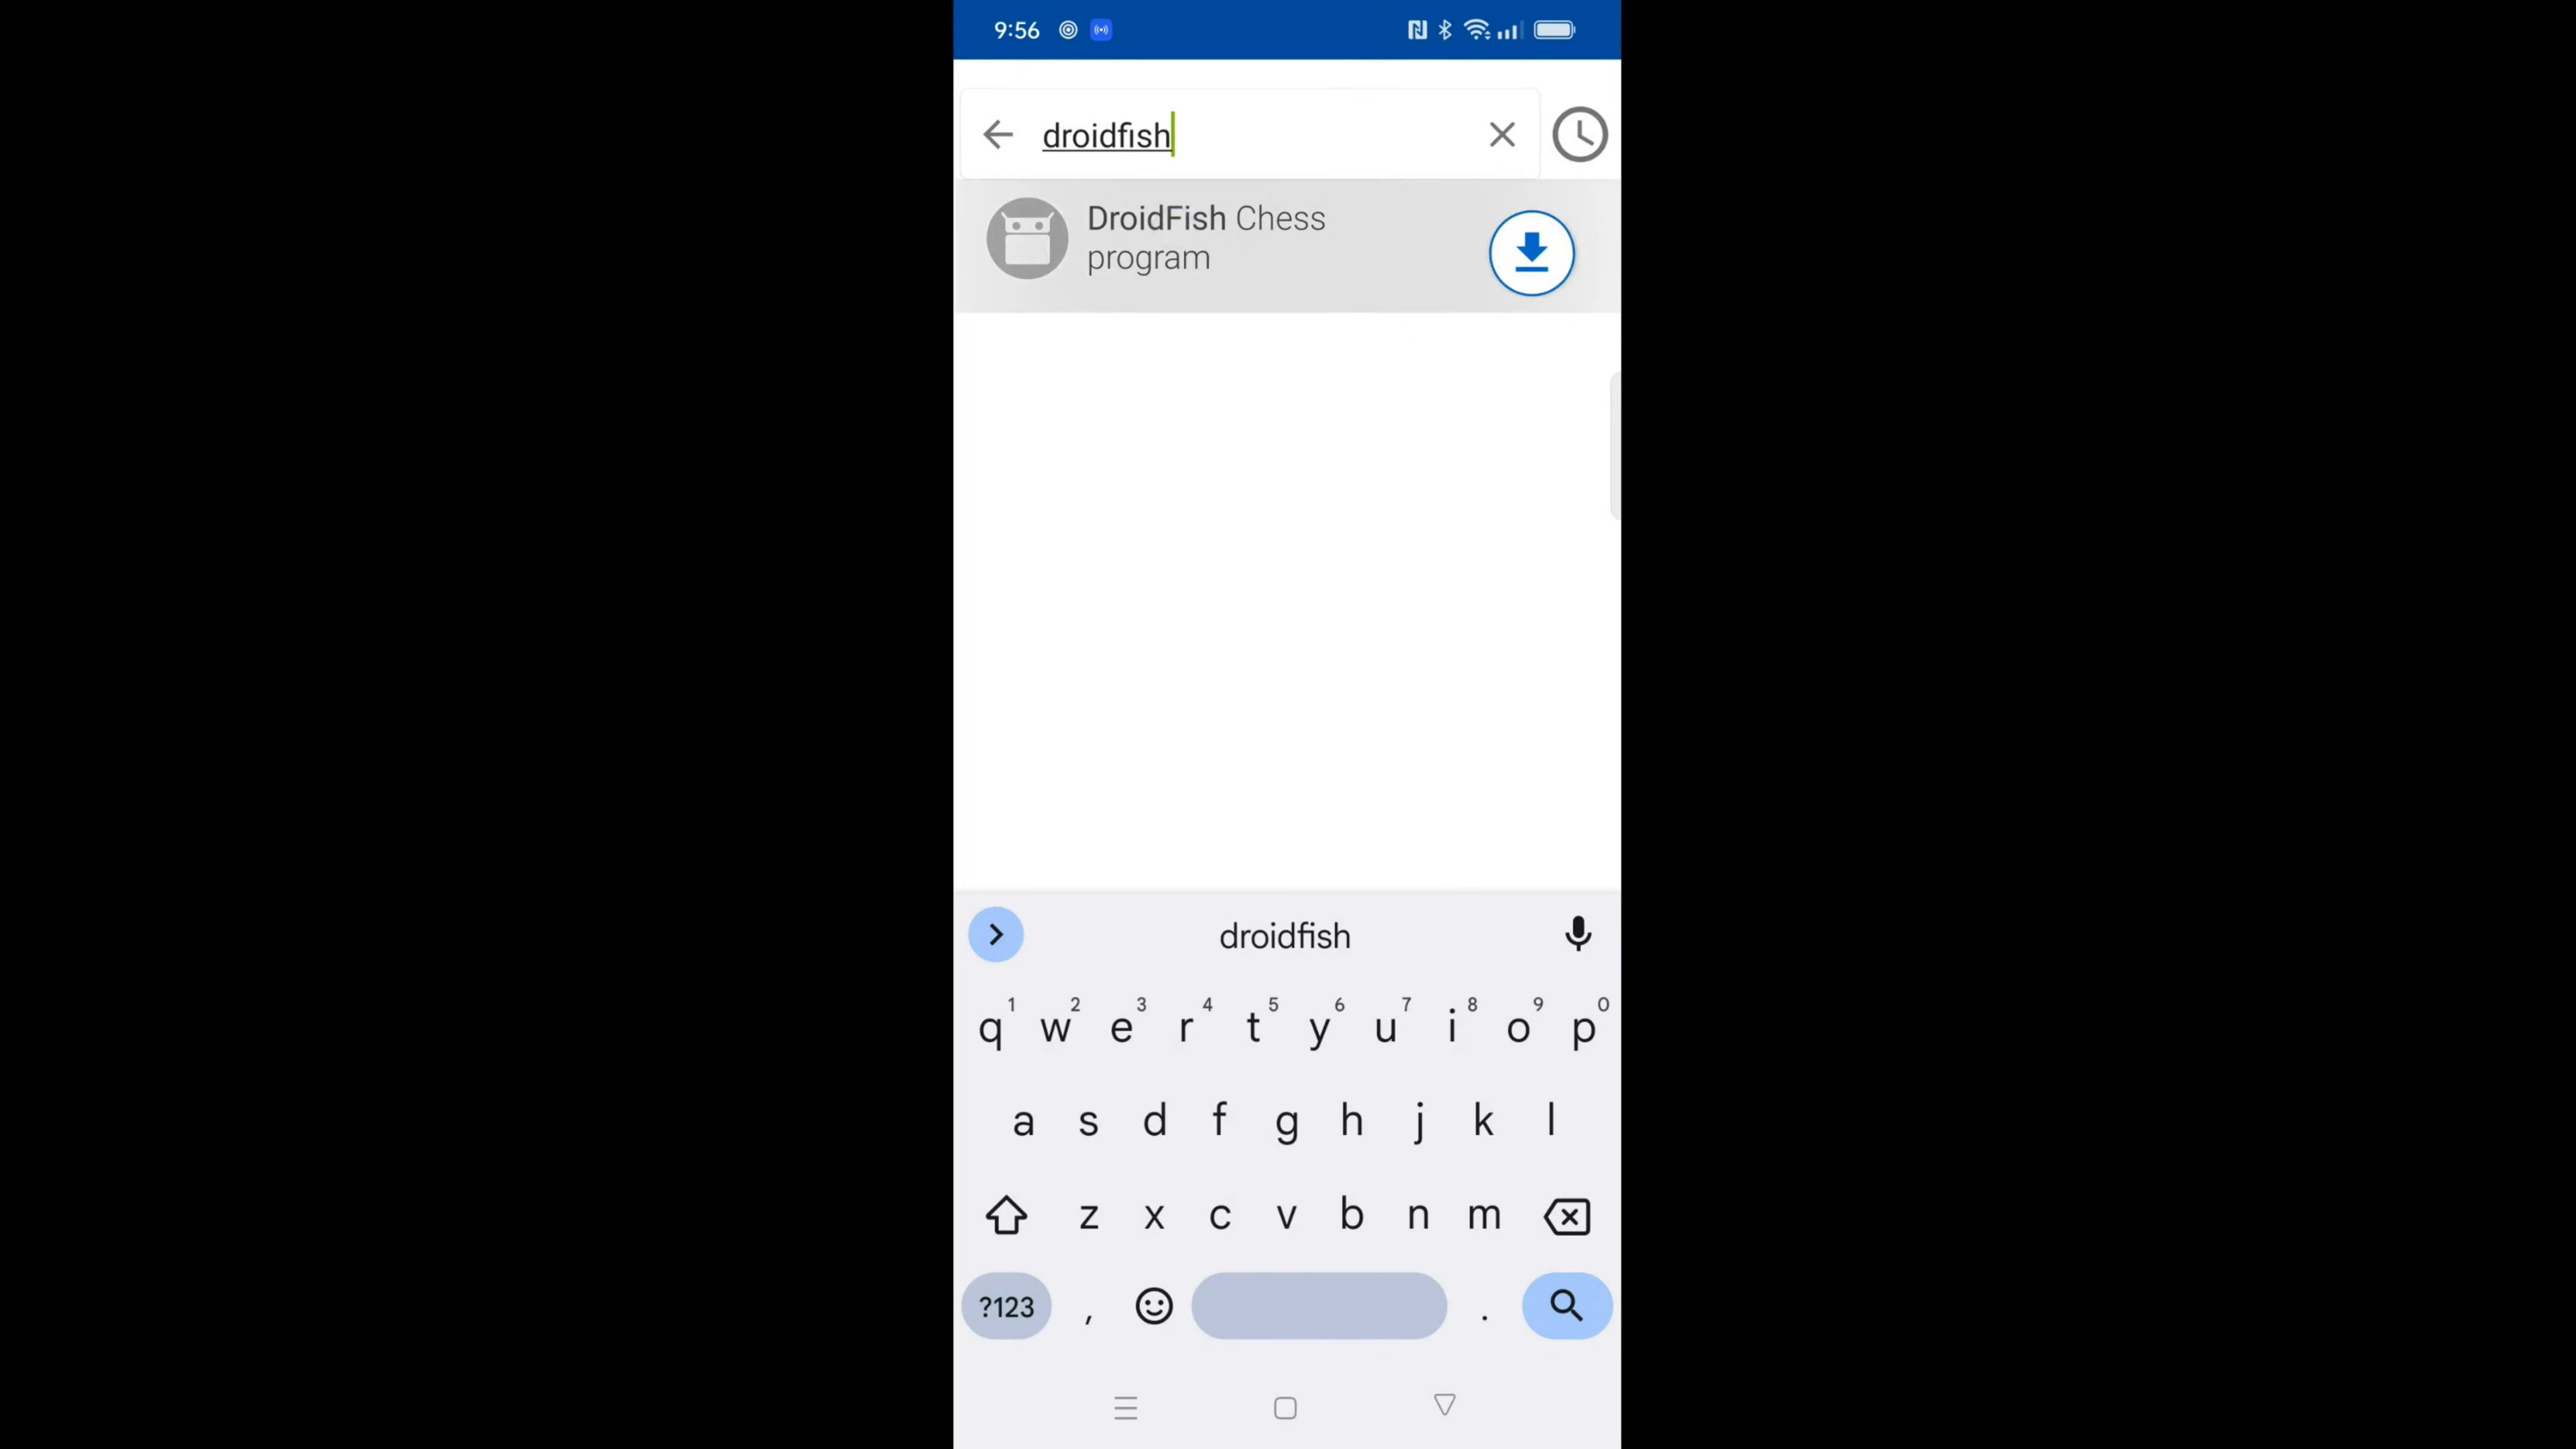 9:56
droidfish
DroidFish Chess
program
droidfish
1 2 3 4 5 6 7 8 9 0
q w e r t y u i o p
a s d f g h j k l
z x c v b n m
?123 , .